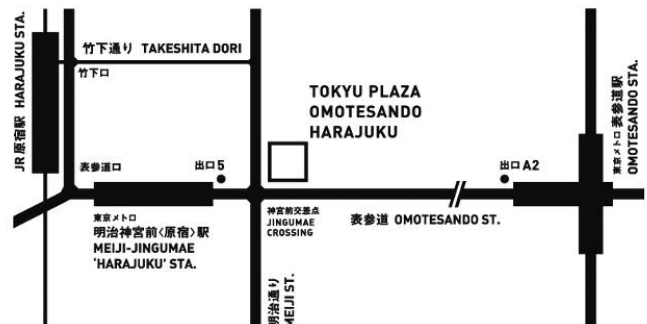 JR 原宿駅 HARAJUKU STA.
竹下通り TAKESHITA DORI
竹下口
TOKYU PLAZA
OMOTESANDO
HARAJUKU
東京メトロ 表参道駅
OMOTESANDO STA.
表参道口
出口 5
出口 A2
東京メトロ
明治神宮前〈原宿〉駅
MEIJI-JINGUMAE
'HARAJUKU' STA.
神宮前交差点
JINGUMAE
CROSSING
表参道 OMOTESANDO ST.
明治通り
MEIJI ST.